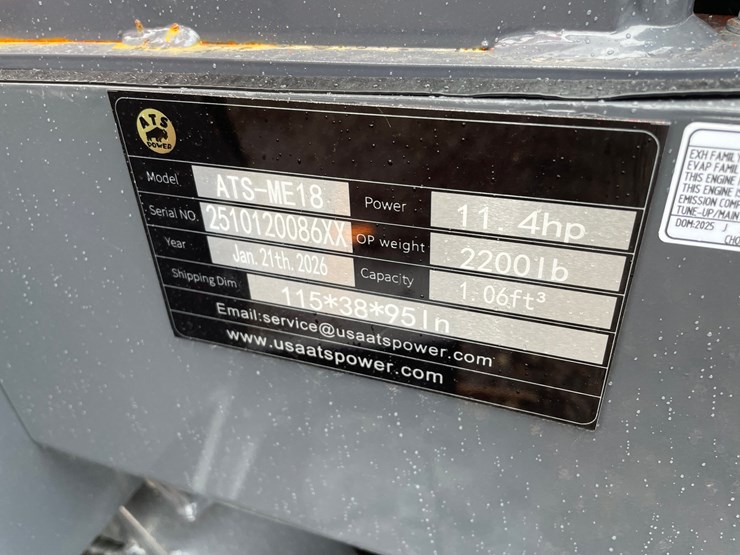 ATS
POWER
Model ATS-ME18 Power 11.4hp
Serial NO. 2510120086XX OP weight 2200lb
Year Jan.21th.2026 Capacity 1.06ft³
Shipping Dim 115*38*95In
Email:service@usaatspower.com
www.usaatspower.com
EXH FAMILY
EVAP FAMIL
THIS ENGINE
THIS ENGINE
EMISSION COMP
TUNE-UP/MAIN
DOM:2025 J
CHO